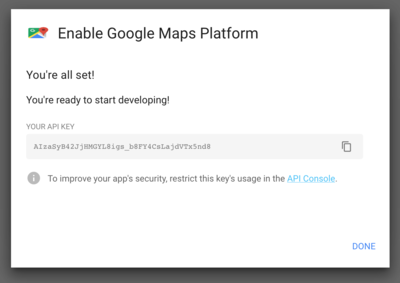 Enable Google Maps Platform
You're all set!
You're ready to start developing!
YOUR API KEY
AIzaSyB42JjHMGYL8igs_b8FY4CsLajdVTx5nd8
To improve your app's security, restrict this key's usage in the API Console.
DONE